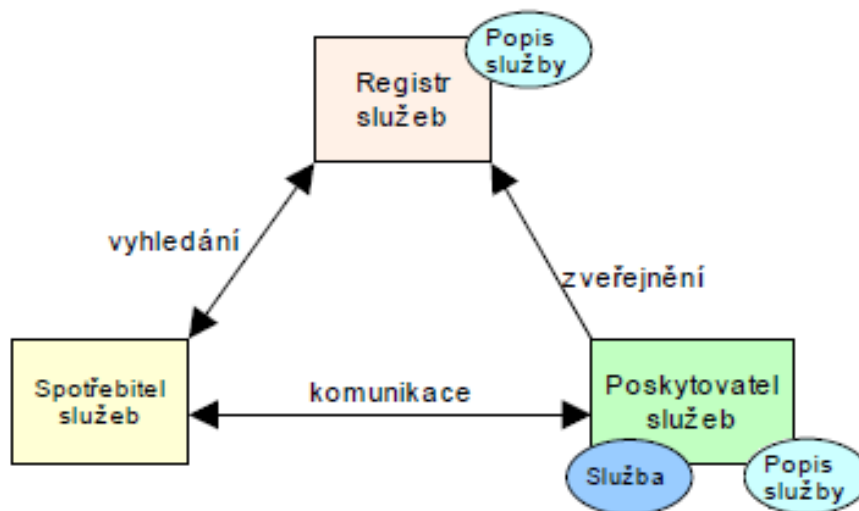 Popis
služby
Registr
služeb
vyhledání
zveřejnění
Spotřebitel
služeb
komunikace
Poskytovatel
služeb
Služba
Popis
služby